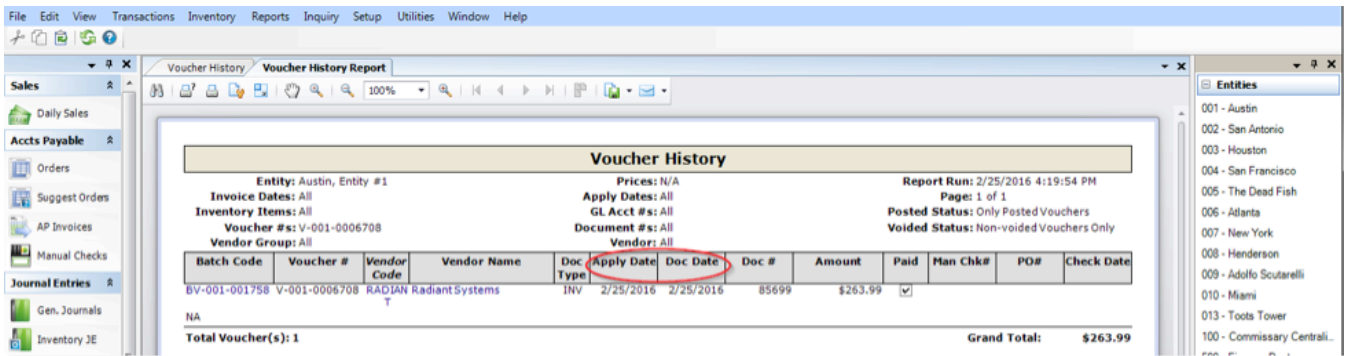 File Edit View Transactions Inventory Reports Inquiry Setup Utilities Window Help
Sales
Daily Sales
Accts Payable
Orders
Suggest Orders
AP Invoices
Manual Checks
Journal Entries
Gen. Journals
Inventory JE
Voucher History Voucher History Report
100%
Voucher History
Entity: Austin, Entity #1 Prices: N/A Report Run: 2/25/2016 4:19:54 PM
Invoice Dates: All Apply Dates: All Page: 1 of 1
Inventory Items: All GL Acct #s: All Posted Status: Only Posted Vouchers
Voucher #s: V-001-0006708 Document #s: All Voided Status: Non-voided Vouchers Only
Vendor Group: All Vendor: All
Batch Code Voucher # Vendor Code Vendor Name Doc Type Apply Date Doc Date Doc # Amount Paid Man Chk# PO# Check Date
BV-001-001758 V-001-0006708 RADIAN Radiant Systems INV 2/25/2016 2/25/2016 85699 $263.99
T
NA
Total Voucher(s): 1 Grand Total: $263.99
Entities
001 - Austin
002 - San Antonio
003 - Houston
004 - San Francisco
005 - The Dead Fish
006 - Atlanta
007 - New York
008 - Henderson
009 - Adolfo Scutarelli
010 - Miami
013 - Toots Tower
100 - Commissary Centrali...